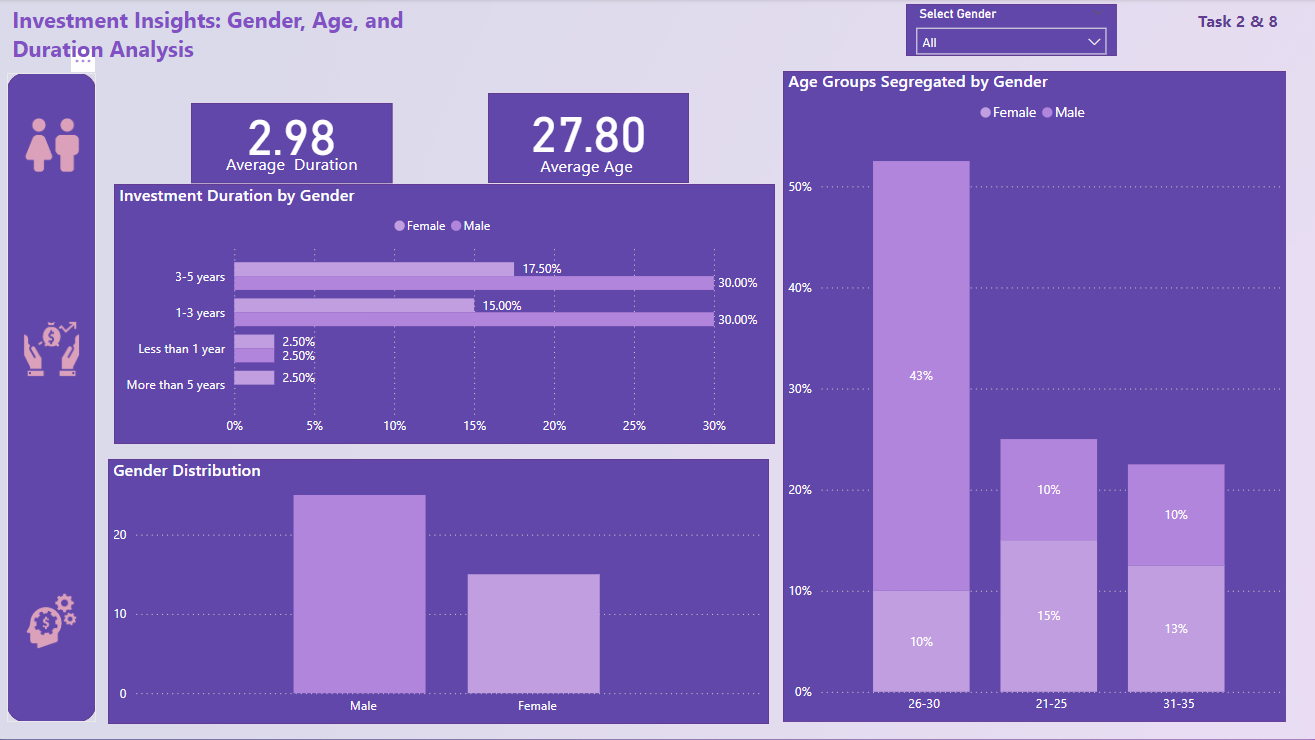 Investment Insights: Gender, Age, and
Duration Analysis
Select Gender
All
Task 2 & 8
2.98
Average Duration
27.80
Average Age
Investment Duration by Gender
Female Male
3-5 years
17.50%
30.00%
1-3 years
15.00%
30.00%
Less than 1 year
2.50%
2.50%
More than 5 years
2.50%
0% 5% 10% 15% 20% 25% 30%
Gender Distribution
20
10
0
Male Female
Age Groups Segregated by Gender
Female Male
50%
40%
30%
20%
10%
0%
43%
10%
10%
15%
10%
13%
26-30 21-25 31-35
$
$